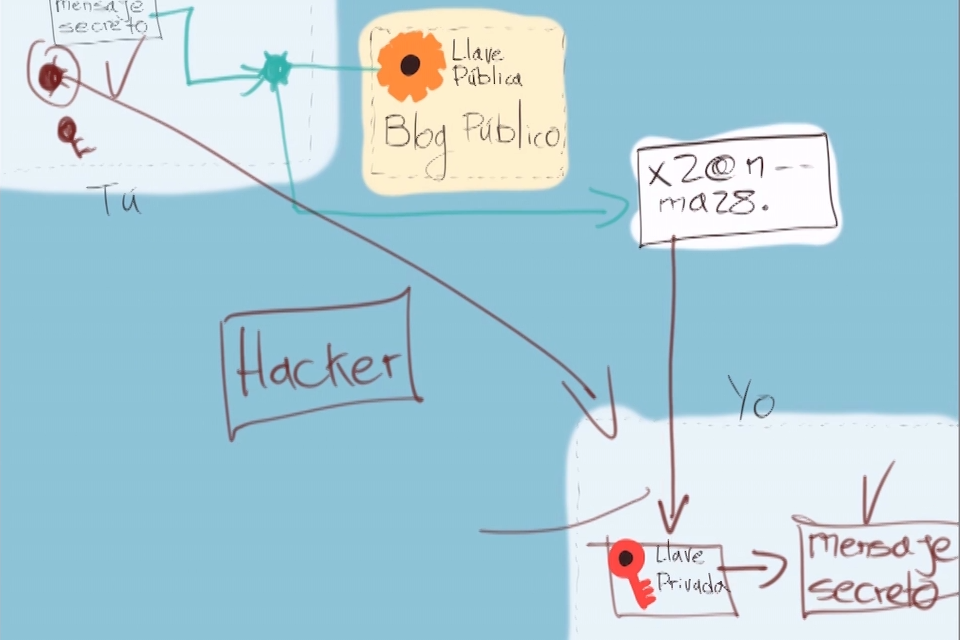 mensaje
secreto
Llave
Pública
Blog Público
Tú
x2@n---
ma28.
Hacker
Yo
Llave
Privada
mensaje
secreto